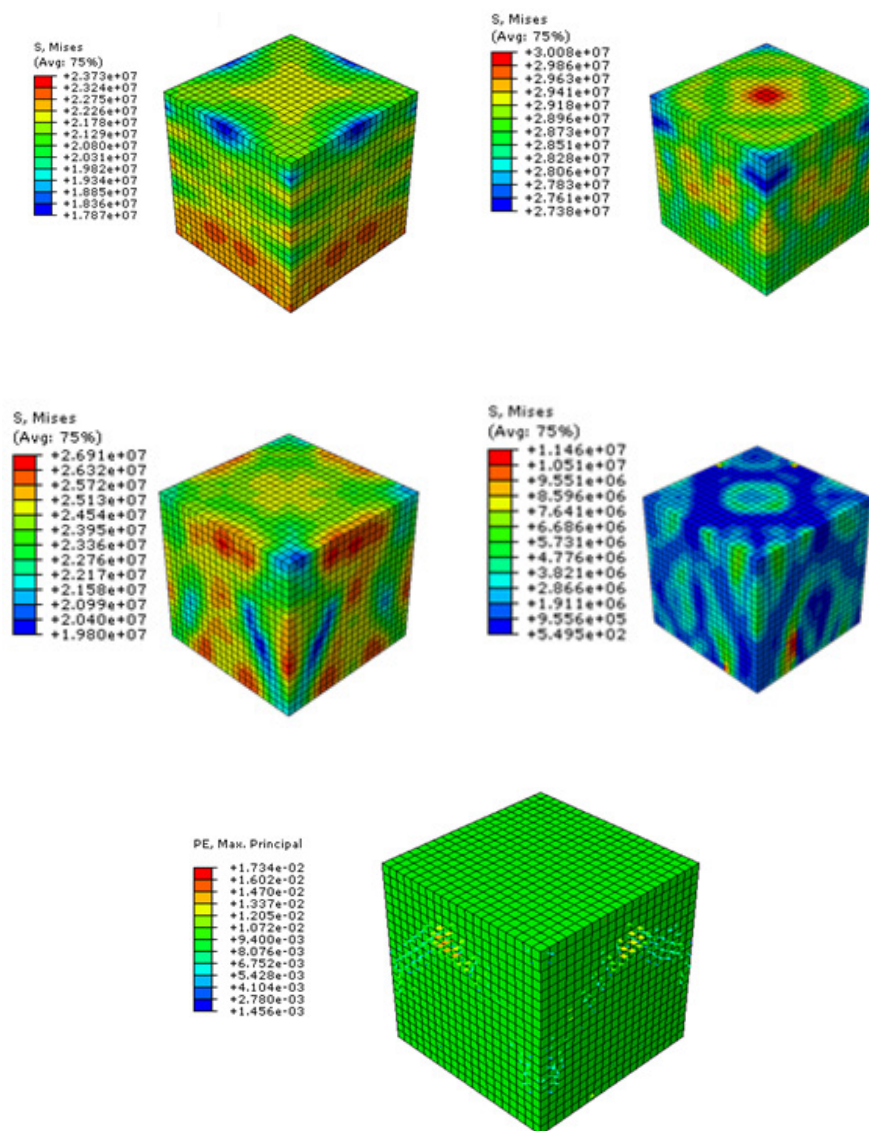 S, Mises
(Avg: 75%)
+2.373e+07
+2.324e+07
+2.275e+07
+2.226e+07
+2.178e+07
+2.129e+07
+2.080e+07
+2.031e+07
+1.982e+07
+1.934e+07
+1.885e+07
+1.836e+07
+1.787e+07
S, Mises
(Avg: 75%)
+3.008e+07
+2.986e+07
+2.963e+07
+2.941e+07
+2.918e+07
+2.896e+07
+2.873e+07
+2.851e+07
+2.828e+07
+2.806e+07
+2.783e+07
+2.761e+07
+2.738e+07
S, Mises
(Avg: 75%)
+2.691e+07
+2.632e+07
+2.572e+07
+2.513e+07
+2.454e+07
+2.395e+07
+2.336e+07
+2.276e+07
+2.217e+07
+2.158e+07
+2.099e+07
+2.040e+07
+1.980e+07
S, Mises
(Avg: 75%)
+1.146e+07
+1.051e+07
+9.551e+06
+8.596e+06
+7.641e+06
+6.686e+06
+5.731e+06
+4.776e+06
+3.821e+06
+2.866e+06
+1.911e+06
+9.556e+05
+5.495e+02
PE, Max. Principal
+1.734e-02
+1.602e-02
+1.470e-02
+1.337e-02
+1.205e-02
+1.072e-02
+9.400e-03
+8.076e-03
+6.752e-03
+5.428e-03
+4.104e-03
+2.780e-03
+1.456e-03